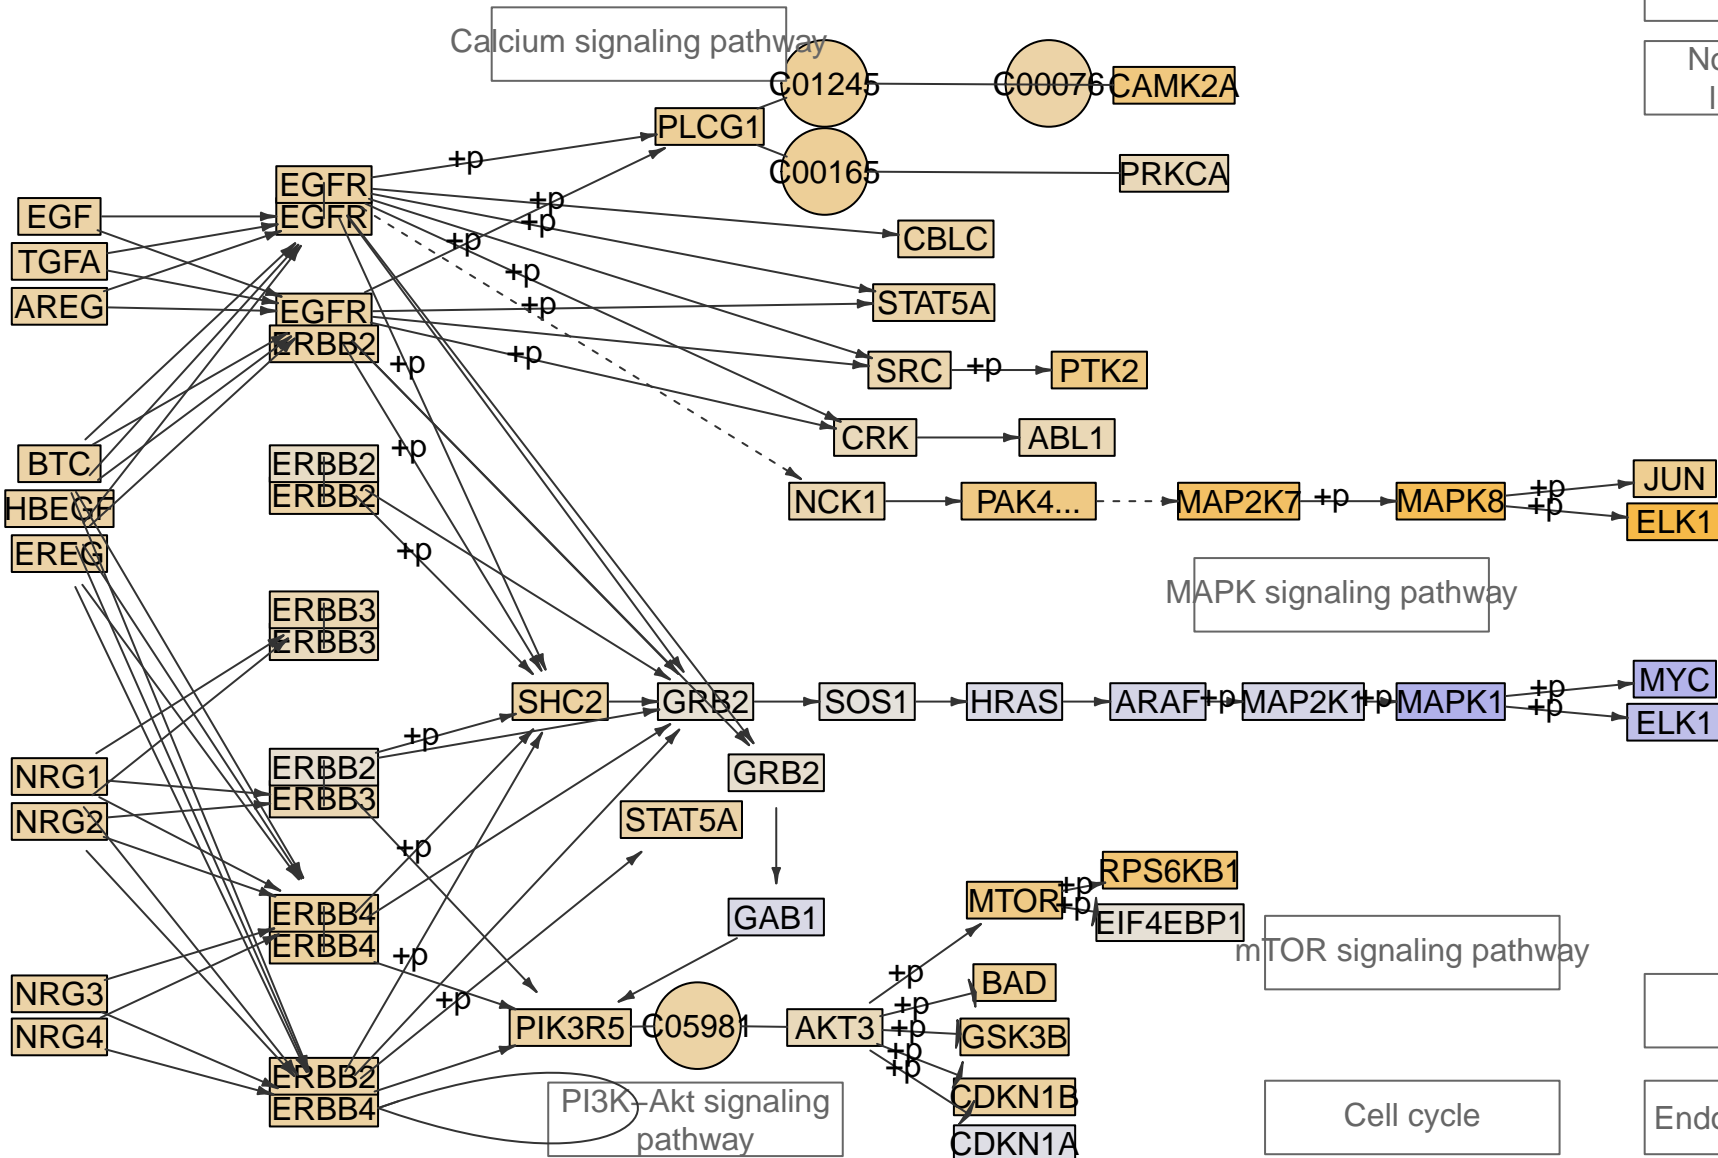 Calcium signaling pathway
C01245
C00076
CAMK2A
PLCG1
+p
C00165
PRKCA
EGFR
EGFR
EGF
TGFA
AREG
+p
+p
+p
CBLC
+p
EGFR
ERBB2
+p
STAT5A
+p
+p
SRC
+p
PTK2
CRK
ABL1
BTC
HBEGF
EREG
ERBB2
ERBB2
+p
NCK1
PAK4...
MAP2K7
+p
MAPK8
+p
+p
JUN
ELK1
+p
MAPK signaling pathway
ERBB3
ERBB3
SHC2
GRB2
SOS1
HRAS
ARAF
+p
MAP2K1
+p
MAPK1
+p
+p
MYC
ELK1
NRG1
NRG2
ERBB2
ERBB3
+p
GRB2
STAT5A
+p
RPS6KB1
+p
+p
MTOR
EIF4EBP1
mTOR signaling pathway
ERBB4
ERBB4
GAB1
+p
+p
+p
BAD
NRG3
NRG4
PIK3R5
C05981
AKT3
+p
+p
+p
+p
GSK3B
ERBB2
ERBB4
PI3K−Akt signaling
pathway
CDKN1B
CDKN1A
Cell cycle